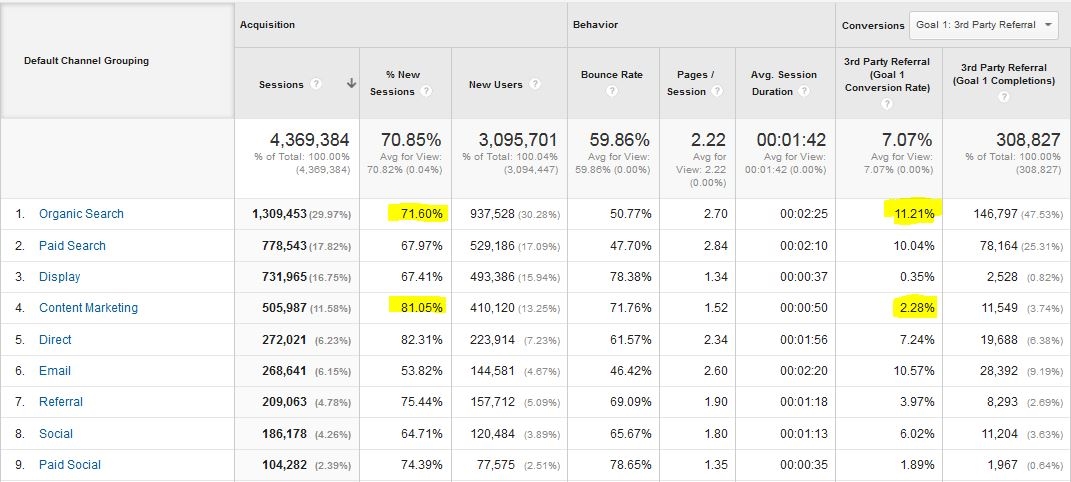 Acquisition Behavior Conversions Goal 1: 3rd Party Referral
Default Channel Grouping
Sessions ? % New Sessions ? New Users ? Bounce Rate ? Pages / Session ? Avg. Session Duration ? 3rd Party Referral (Goal 1 Conversion Rate) ? 3rd Party Referral (Goal 1 Completions) ?
4,369,384 70.85% 3,095,701 59.86% 2.22 00:01:42 7.07% 308,827
% of Total: 100.00% (4,369,384) Avg for View: 70.82% (0.04%) % of Total: 100.04% (3,094,447) Avg for View: 59.86% (0.00%) Avg for View: 2.22 (0.00%) Avg for View: 00:01:42 (0.00%) Avg for View: 7.07% (0.00%) % of Total: 100.00% (308,827)
1. Organic Search 1,309,453 (29.97%) 71.60% 937,528 (30.28%) 50.77% 2.70 00:02:25 11.21% 146,797 (47.53%)
2. Paid Search 778,543 (17.82%) 67.97% 529,186 (17.09%) 47.70% 2.84 00:02:10 10.04% 78,164 (25.31%)
3. Display 731,965 (16.75%) 67.41% 493,386 (15.94%) 78.38% 1.34 00:00:37 0.35% 2,528 (0.82%)
4. Content Marketing 505,987 (11.58%) 81.05% 410,120 (13.25%) 71.76% 1.52 00:00:50 2.28% 11,549 (3.74%)
5. Direct 272,021 (6.23%) 82.31% 223,914 (7.23%) 61.57% 2.34 00:01:56 7.24% 19,688 (6.38%)
6. Email 268,641 (6.15%) 53.82% 144,581 (4.67%) 46.42% 2.60 00:02:20 10.57% 28,392 (9.19%)
7. Referral 209,063 (4.78%) 75.44% 157,712 (5.09%) 69.09% 1.90 00:01:18 3.97% 8,293 (2.69%)
8. Social 186,178 (4.26%) 64.71% 120,484 (3.89%) 65.67% 1.80 00:01:13 6.02% 11,204 (3.63%)
9. Paid Social 104,282 (2.39%) 74.39% 77,575 (2.51%) 78.65% 1.35 00:00:35 1.89% 1,967 (0.64%)